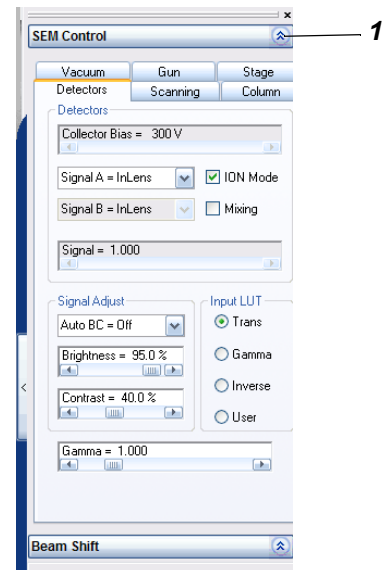 x
SEM Control
1
Vacuum Gun Stage
Detectors Scanning Column
Detectors
Collector Bias = 300 V
Signal A = InLens ION Mode
Signal B = InLens Mixing
Signal = 1.000
Signal Adjust Input LUT
Auto BC = Off Trans
Brightness = 95.0 % Gamma
Contrast = 40.0 % Inverse
User
Gamma = 1.000
<
Beam Shift